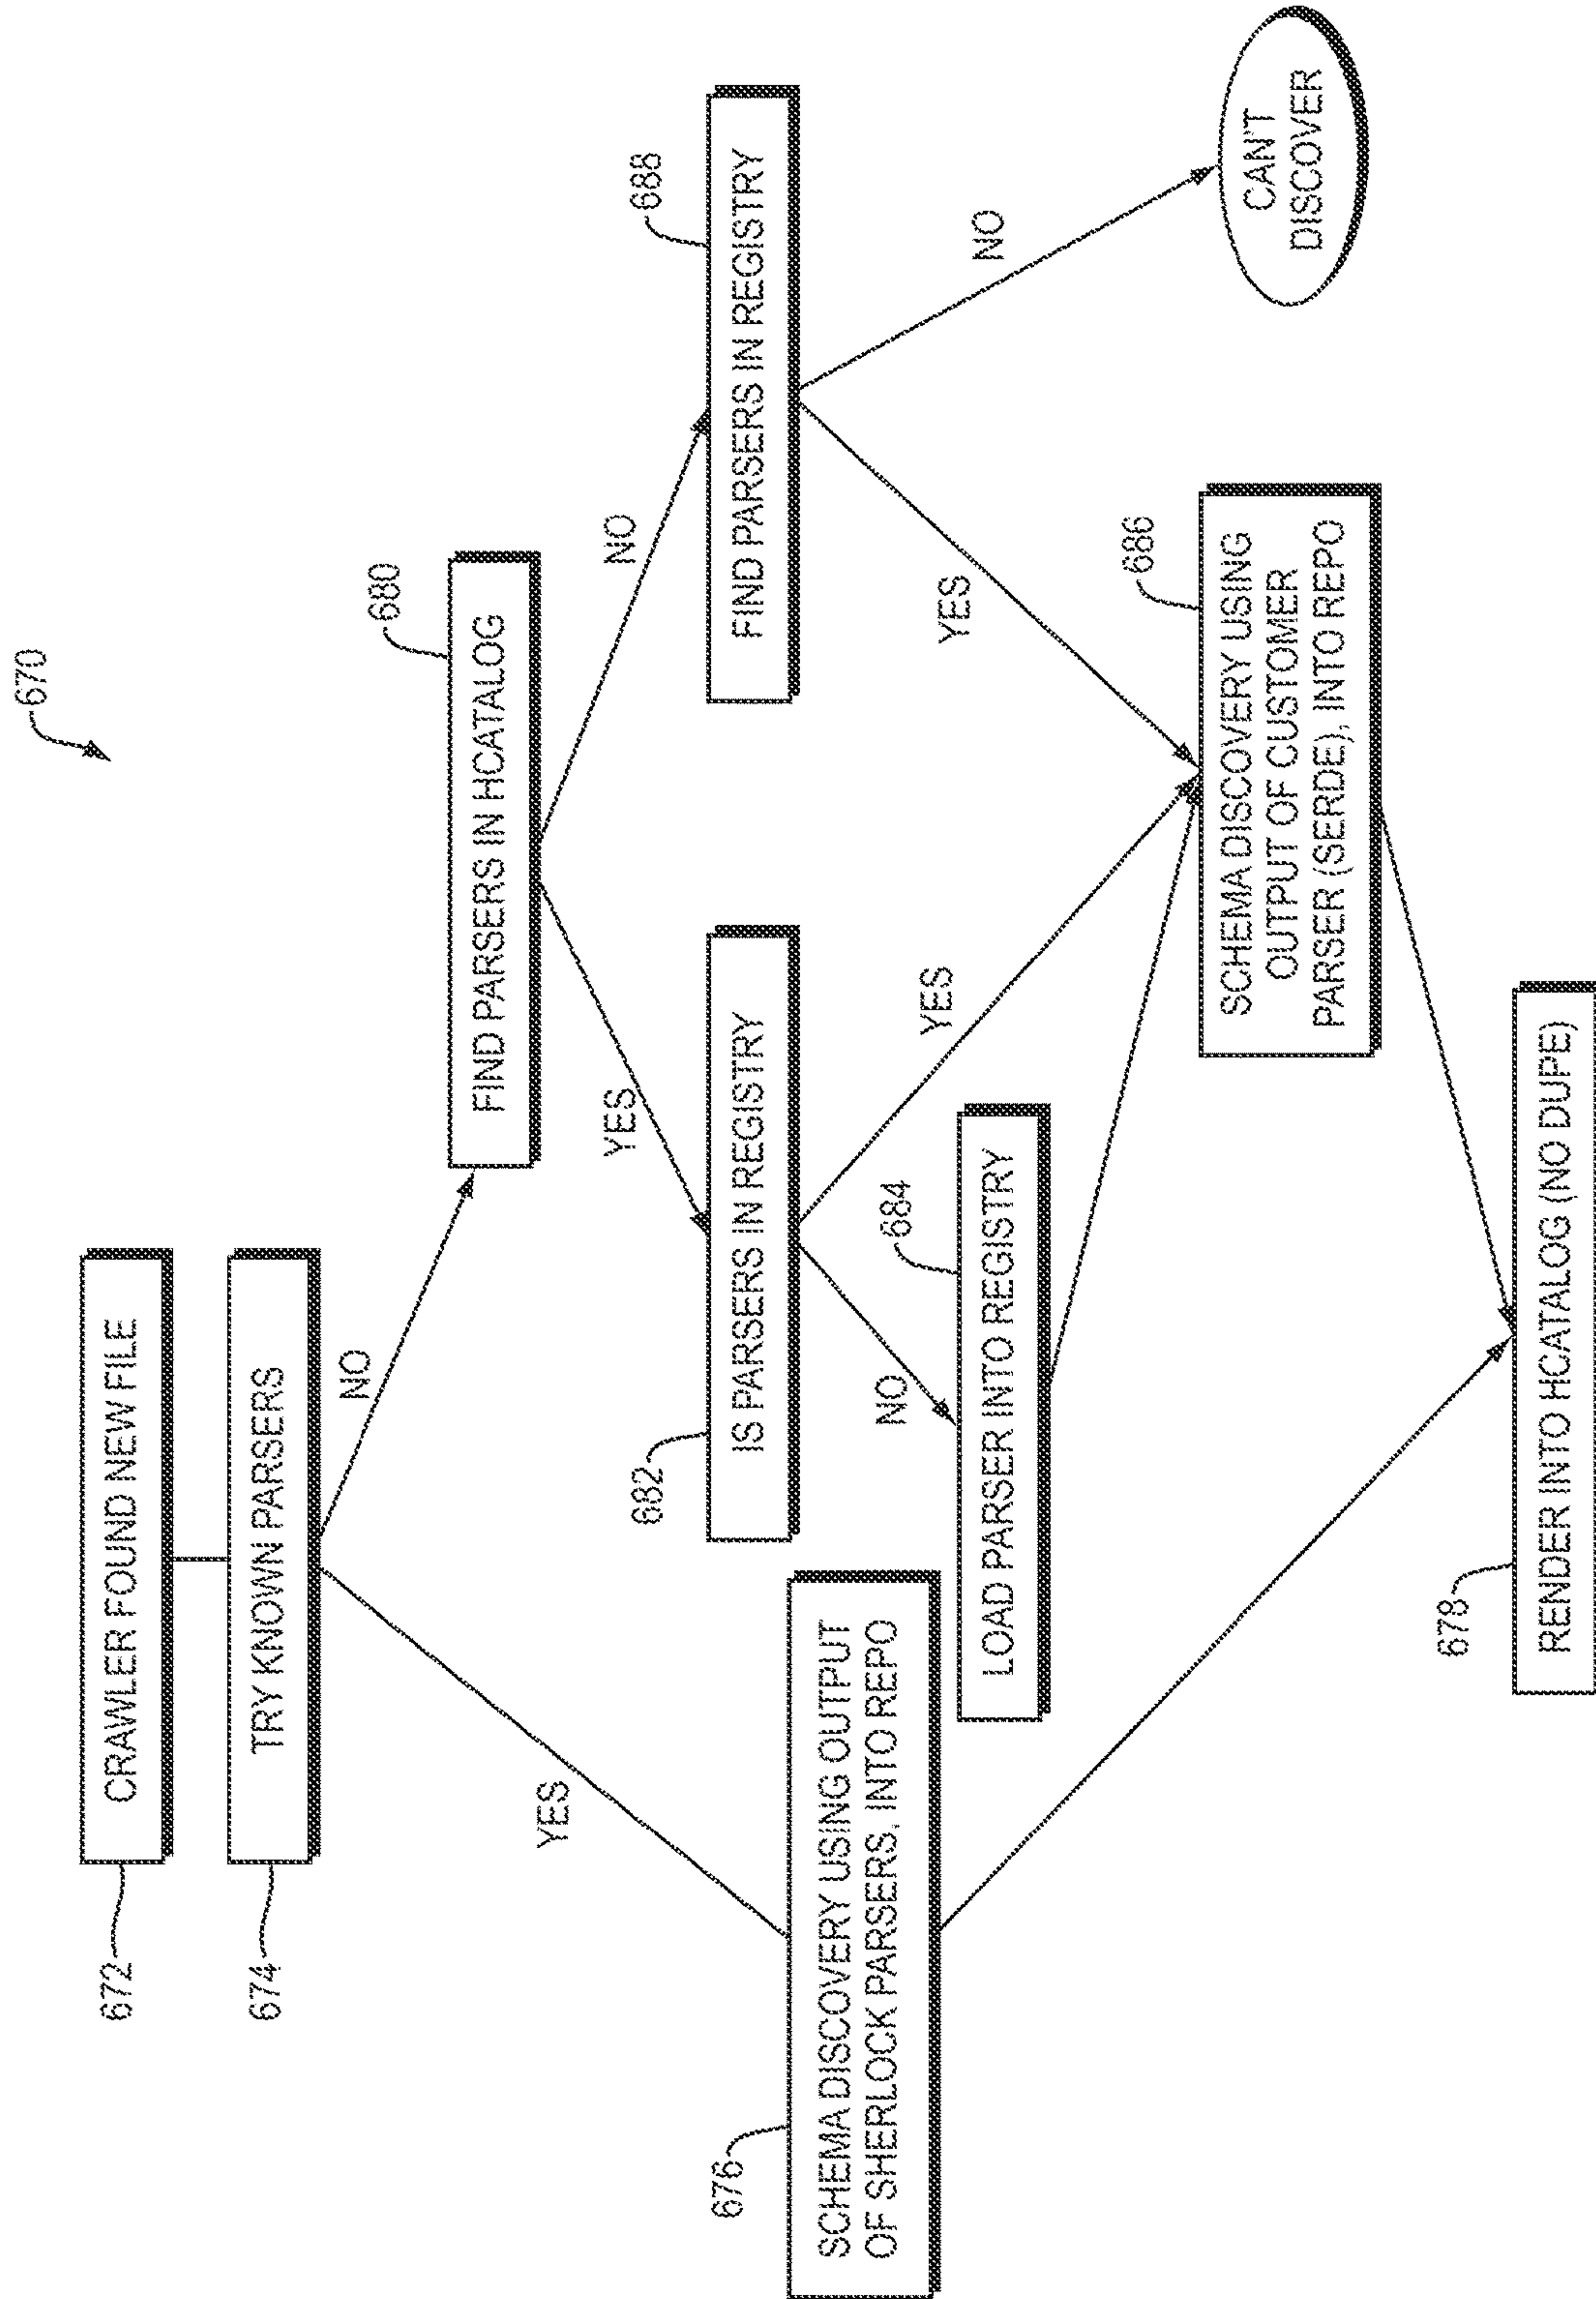 670
672
CRAWLER FOUND NEW FILE
674
TRY KNOWN PARSERS
NO
YES
680
FIND PARSERS IN HCATALOG
YES
NO
676
SCHEMA DISCOVERY USING OUTPUT
OF SHERLOCK PARSERS, INTO REPO
682
IS PARSERS IN REGISTRY
688
FIND PARSERS IN REGISTRY
NO
YES
YES
NO
684
LOAD PARSER INTO REGISTRY
686
SCHEMA DISCOVERY USING
OUTPUT OF CUSTOMER
PARSER (SERDE), INTO REPO
CAN'T
DISCOVER
678
RENDER INTO HCATALOG (NO DUPE)